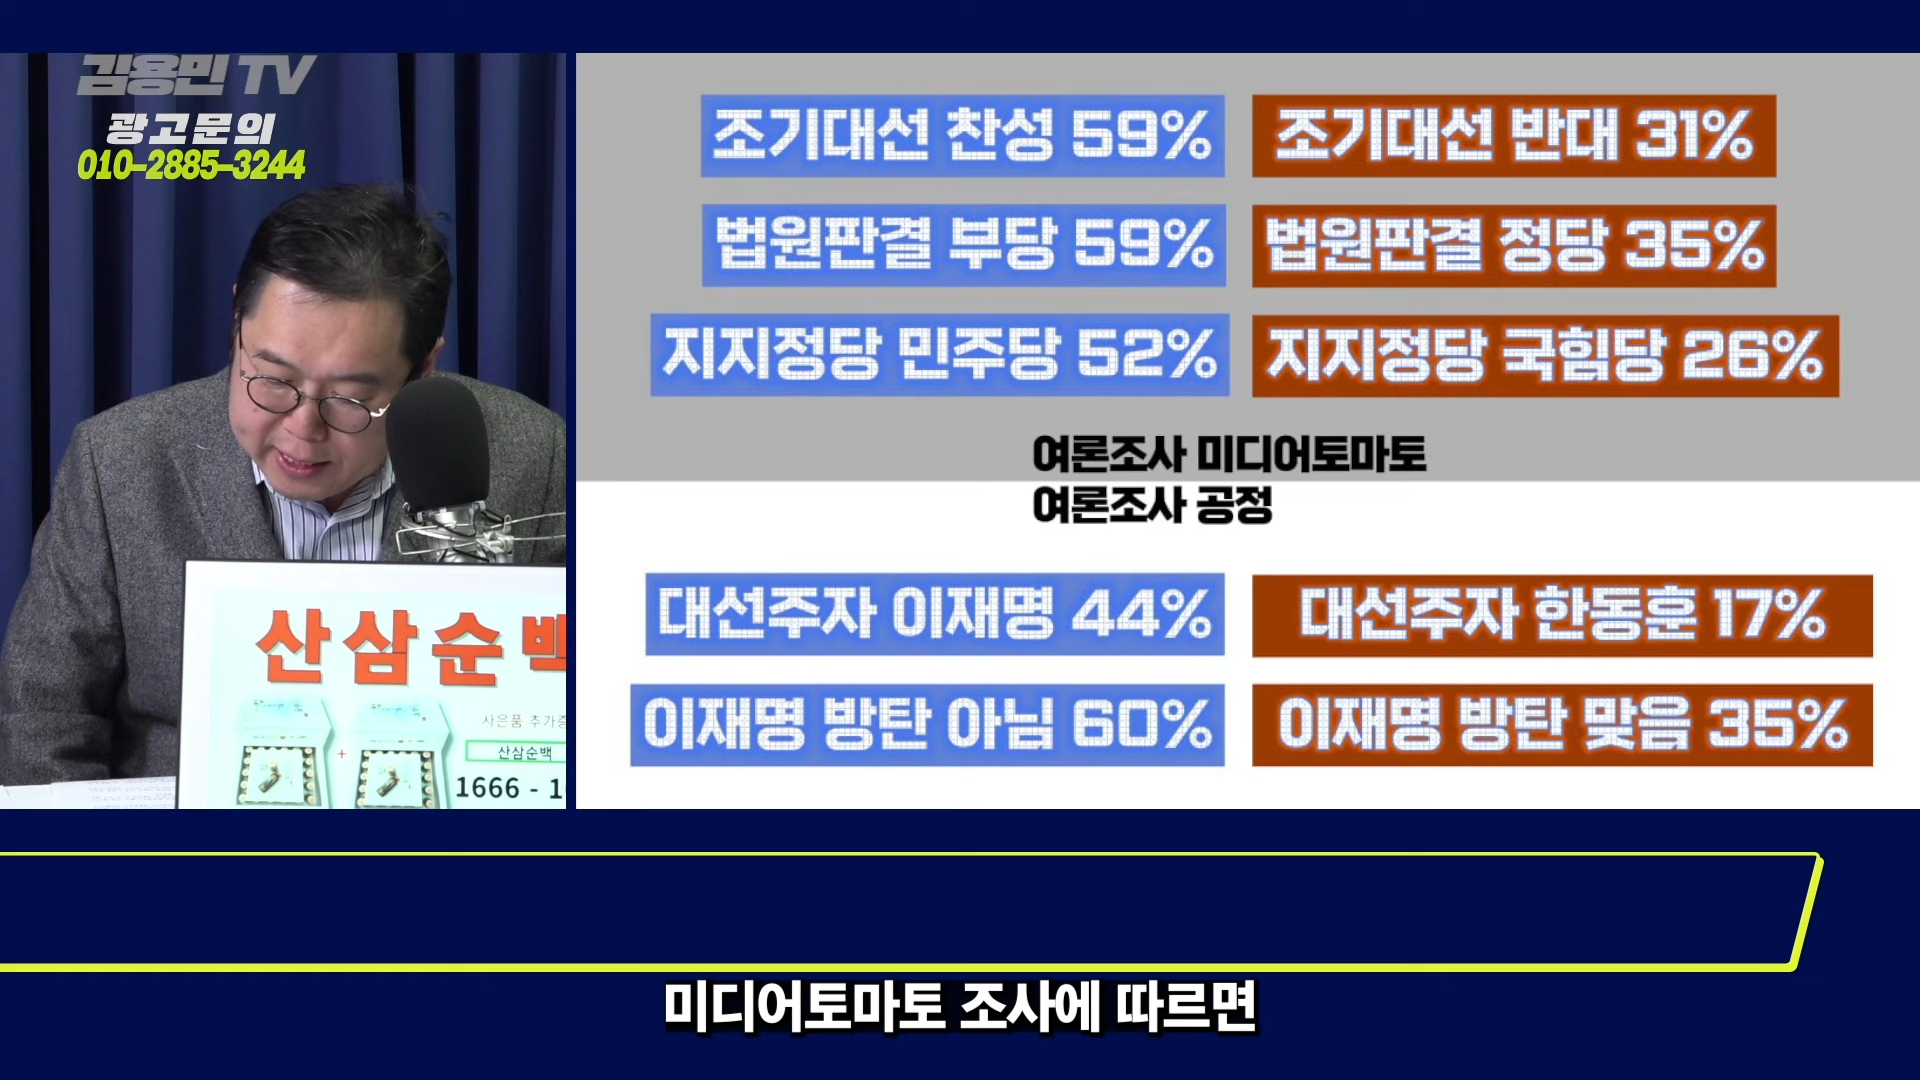 김용민 TV
광고문의
010-2885-3244
조기대선 찬성 59%
조기대선 반대 31%
법원판결 부당 59%
법원판결 정당 35%
지지정당 민주당 52%
지지정당 국힘당 26%
여론조사 미디어토마토
여론조사 공정
대선주자 이재명 44%
대선주자 한동훈 17%
이재명 방탄 아님 60%
이재명 방탄 맞음 35%
산삼순백
사은품 추가증
산삼순백
1666 - 1
미디어토마토 조사에 따르면